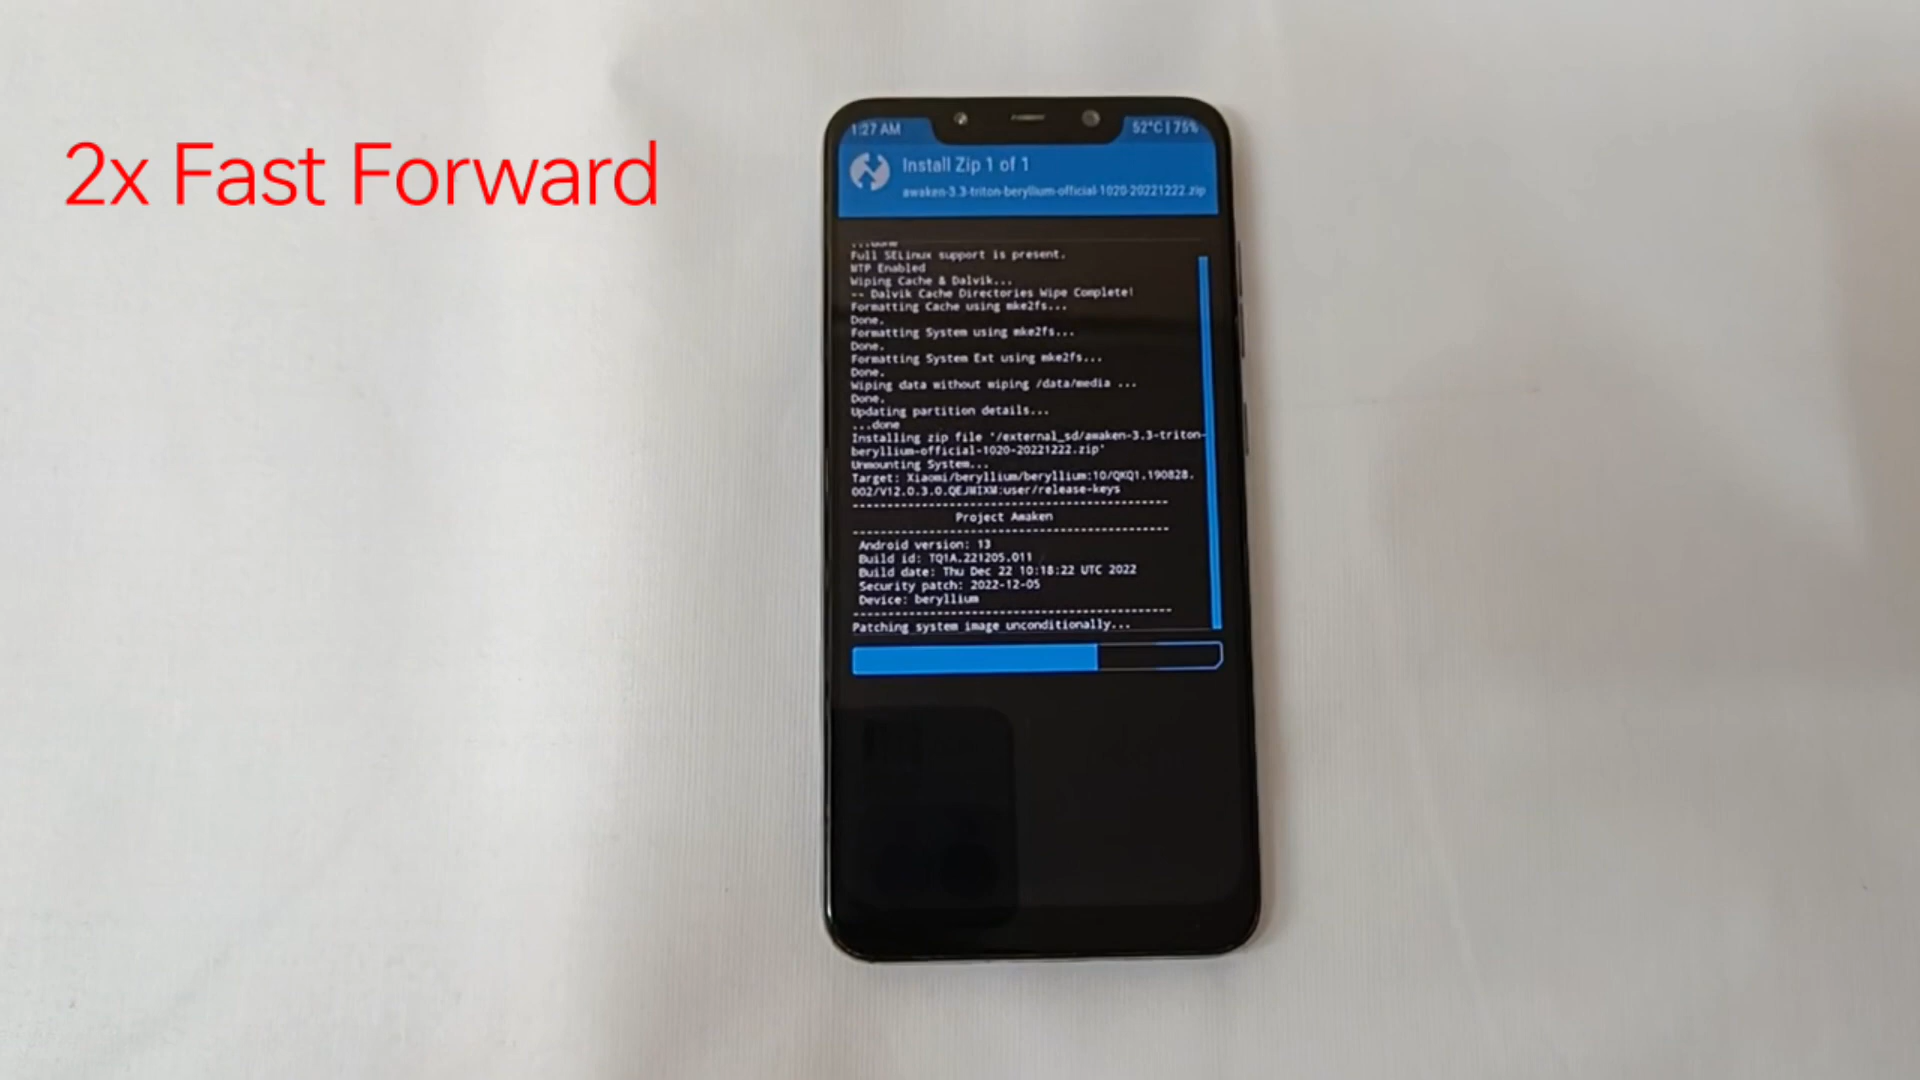 2x Fast Forward
1:27 AM
52°C | 75%
Install Zip 1 of 1
awaken-3.3-triton-beryllium-official-1020-20221222.zip
...done
Full SELinux support is present.
MTP Enabled
Wiping Cache & Dalvik...
-- Dalvik Cache Directories Wipe Complete!
Formatting Cache using mke2fs...
Done.
Formatting System using mke2fs...
Done.
Formatting System Ext using mke2fs...
Done.
Wiping data without wiping /data/media ...
Done.
Updating partition details...
...done
Installing zip file '/external_sd/awaken-3.3-triton-
beryllium-official-1020-20221222.zip'
Unmounting System...
Target: Xiaomi/beryllium/beryllium:10/QKQ1.190828.
002/V12.0.3.0.QEJMIXM:user/release-keys
Project Awaken
Android version: 13
Build id: TQ1A.221205.011
Build date: Thu Dec 22 10:18:22 UTC 2022
Security patch: 2022-12-05
Device: beryllium
Patching system image unconditionally...